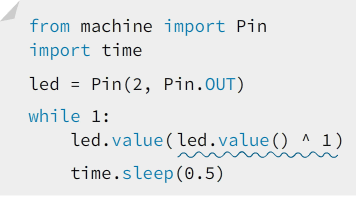 from machine import Pin
import time
led = Pin(2, Pin.OUT)
while 1:
    led.value(led.value() ^ 1)
    time.sleep(0.5)